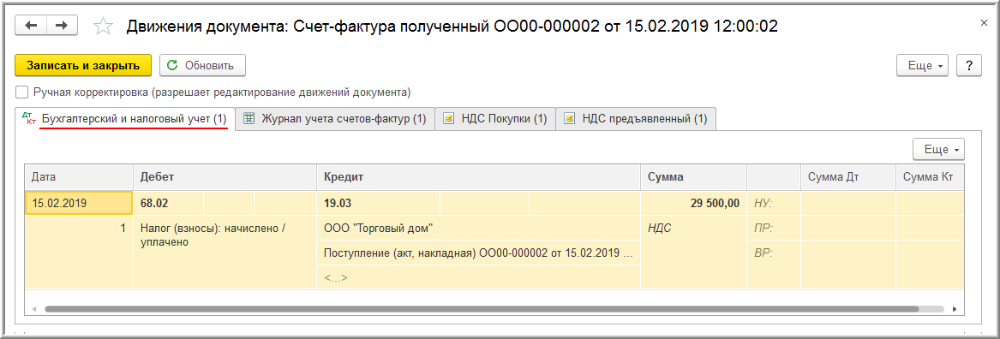 Движения документа: Счет-фактура полученный ОО00-000002 от 15.02.2019 12:00:02
Записать и закрыть Обновить Еще ?
Ручная корректировка (разрешает редактирование движений документа)
Дт Кт Бухгалтерский и налоговый учет (1) Журнал учета счетов-фактур (1) НДС Покупки (1) НДС предъявленный (1)
Еще
Дата Дебет Кредит Сумма Сумма Дт Сумма Кт
15.02.2019 68.02 19.03 29 500,00 НУ:
1 Налог (взносы): начислено / ООО "Торговый дом" НДС ПР:
уплачено
Поступление (акт, накладная) ОО00-000002 от 15.02.2019 ... ВР:
<...>